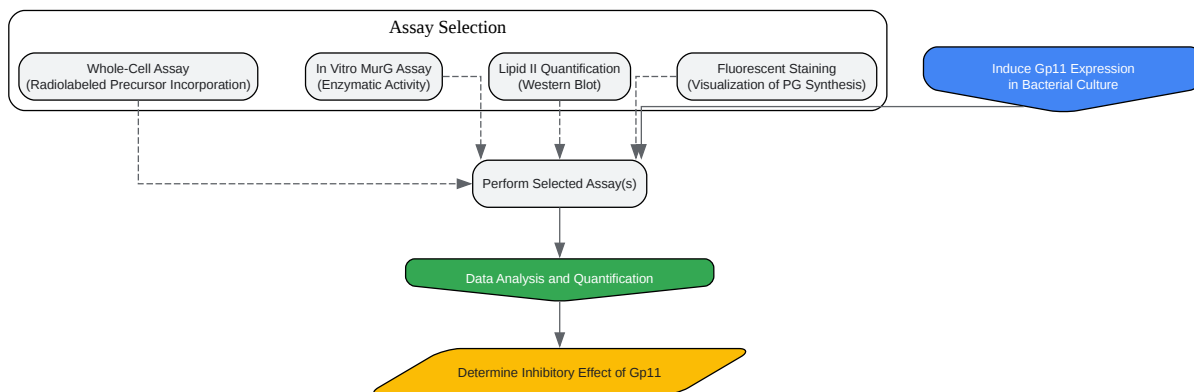 Assay Selection
Whole-Cell Assay
(Radiolabeled Precursor Incorporation)
In Vitro MurG Assay
(Enzymatic Activity)
Lipid II Quantification
(Western Blot)
Fluorescent Staining
(Visualization of PG Synthesis)
Induce Gp11 Expression
in Bacterial Culture
Perform Selected Assay(s)
Data Analysis and Quantification
Determine Inhibitory Effect of Gp11